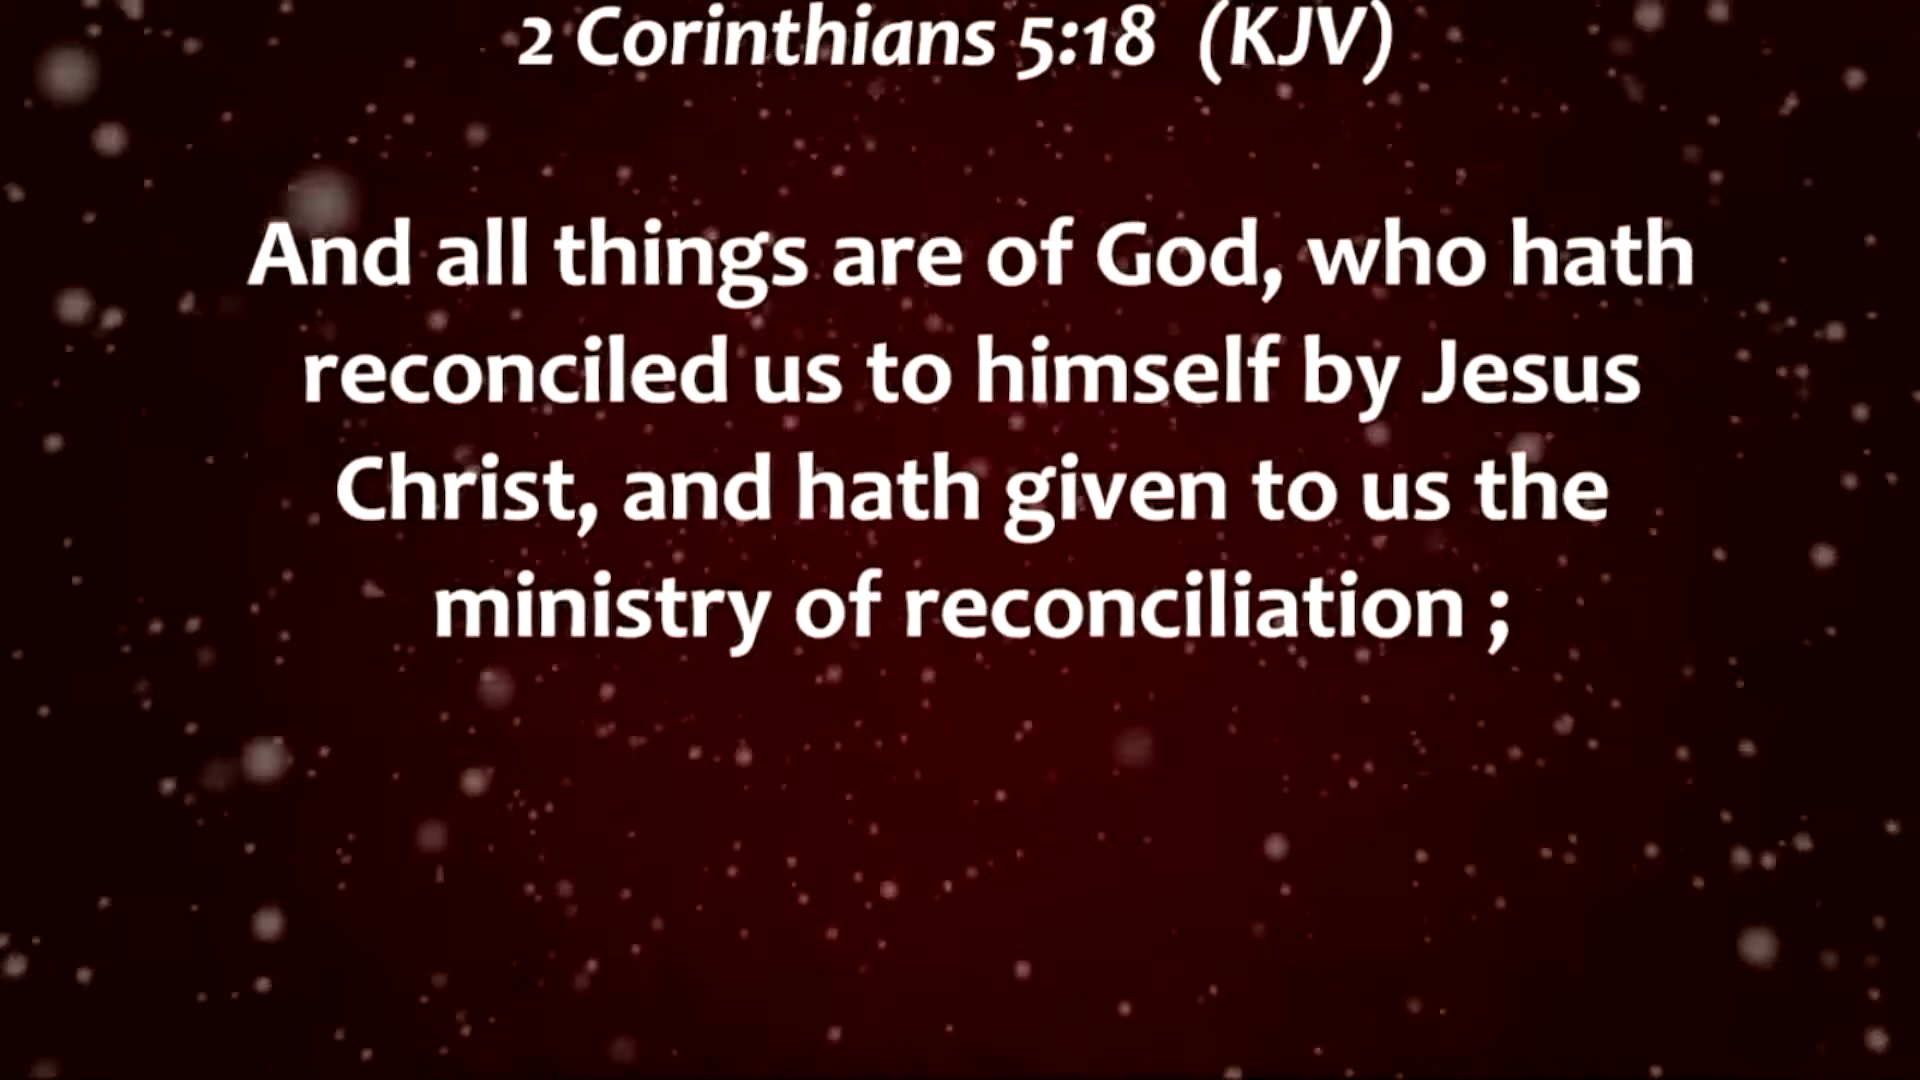 2 Corinthians 5:18 (KJV)
And all things are of God, who hath
reconciled us to himself by Jesus
Christ, and hath given to us the
ministry of reconciliation ;